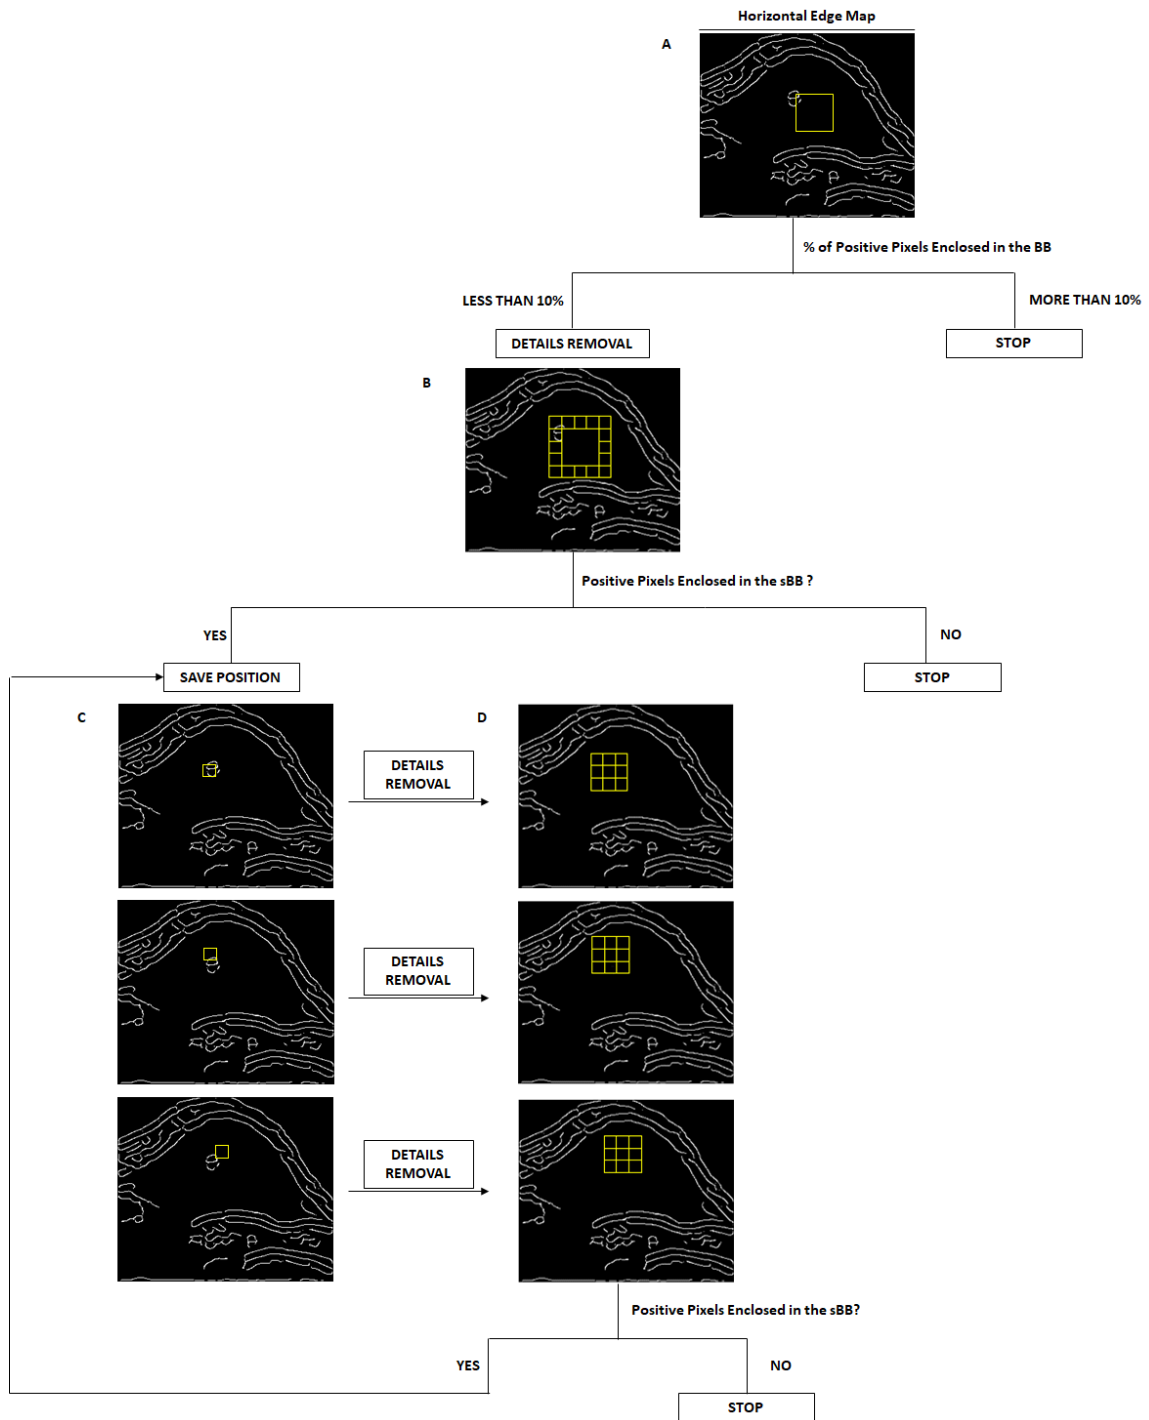 Horizontal Edge Map
A
% of Positive Pixels Enclosed in the BB
LESS THAN 10%
MORE THAN 10%
DETAILS REMOVAL
STOP
B
Positive Pixels Enclosed in the sBB ?
YES
NO
SAVE POSITION
STOP
C
D
DETAILS
REMOVAL
DETAILS
REMOVAL
DETAILS
REMOVAL
Positive Pixels Enclosed in the sBB?
YES
NO
STOP